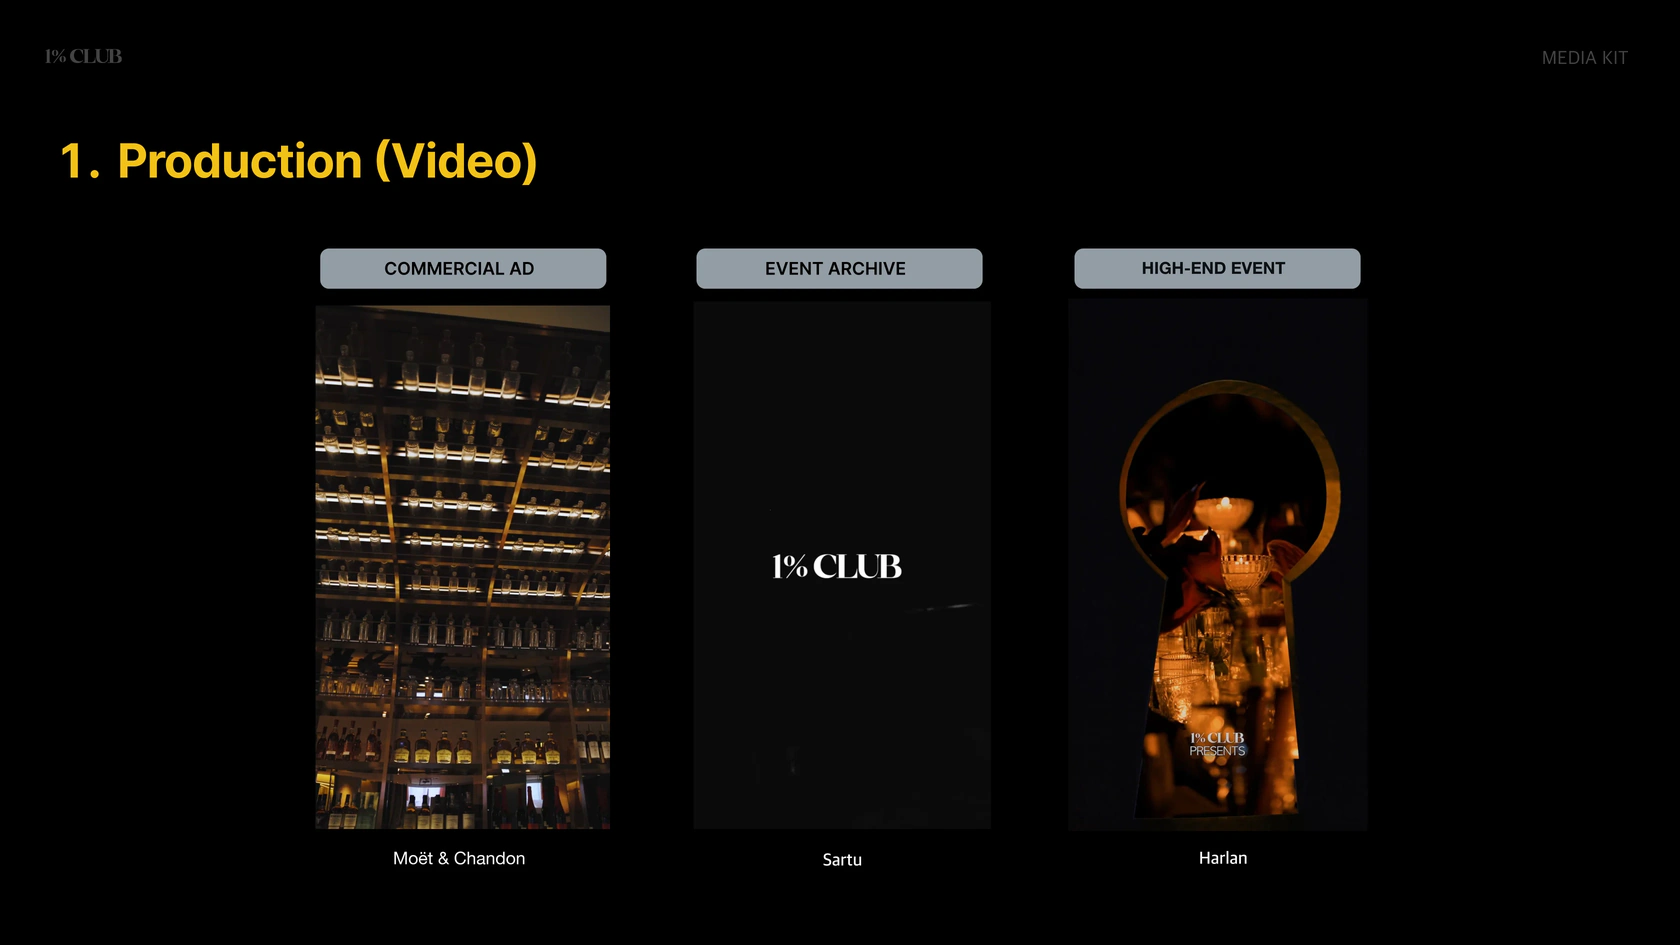 1% CLUB
MEDIA KIT
1. Production (Video)
COMMERCIAL AD
EVENT ARCHIVE
HIGH-END EVENT
1% CLUB
1% CLUB
PRESENTS
Moët & Chandon
Sartu
Harlan